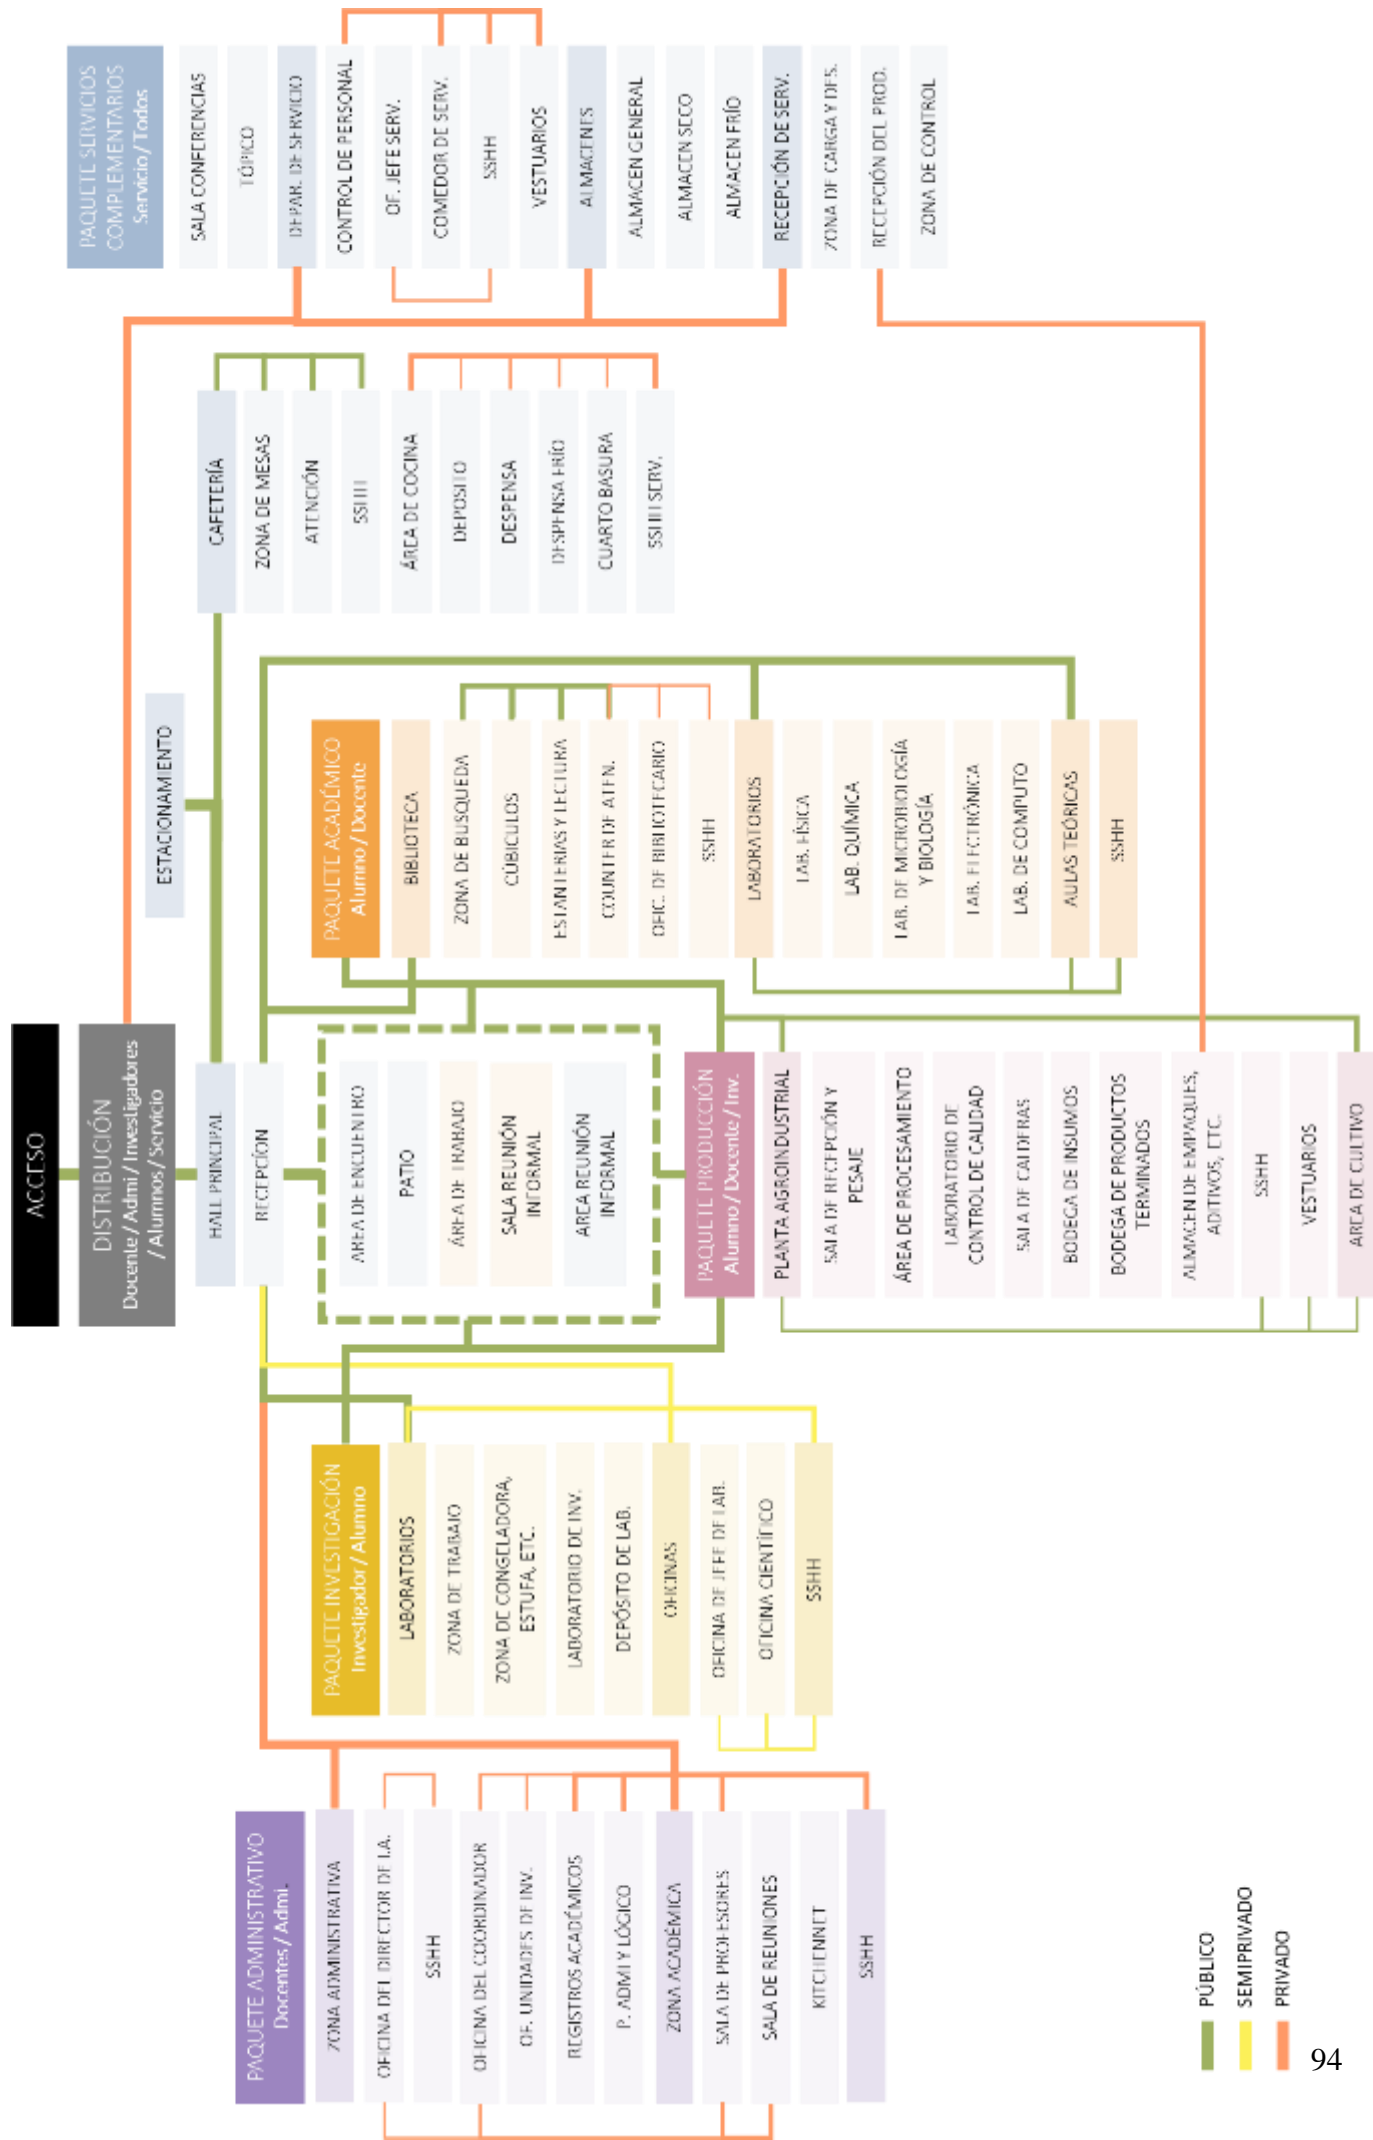 ACCESO
DISTRIBUCIÓN
Docente / Admi / Investigadores
/ Alumnos / Servicio
HALL PRINCIPAL
RECEPCÍON
ESTACIONAMIENTO
CAFETERÍA
ZONA DE MESAS
ATENCIÓN
SSHH
ÁREA DE COCINA
DEPOSITO
DESPENSA
DESPENSA FRÍO
CUARTO BASURA
SSHH SERV.
AREA DE ENCUENTRO
PATIO
ÁREA DE TRABAJO
SALA REUNIÓN
INFORMAL
AREA REUNIÓN
INFORMAL
PAQUETE ADMINISTRATIVO
Docentes / Admi.
ZONA ADMINISTRATIVA
OFICINA DEL DIRECTOR DE I.A.
SSHH
OFICINA DEL COORDINADOR
OF. UNIDADES DE INV.
REGISTROS ACADÉMICOS
P. ADMI Y LÓGICO
ZONA ACADÉMICA
SALA DE PROFESORES
SALA DE REUNIONES
KITCHENNET
SSHH
PAQUETE INVESTIGACIÓN
Investigador / Alumno
LABORATORIOS
ZONA DE TRABAJO
ZONA DE CONGELADORA,
ESTUFA, ETC.
LABORATORIO DE INV.
DEPÓSITO DE LAB.
OFICINAS
OFICINA DE JEFE DE LAB.
OFICINA CIENTÍFICO
SSHH
PAQUETE PRODUCCIÓN
Alumno / Docente / Inv.
PLANTA AGROINDUSTRIAL
SALA DE RECEPCIÓN Y
PESAJE
ÁREA DE PROCESAMIENTO
LABORATORIO DE
CONTROL DE CALIDAD
SALA DE CALDERAS
BODEGA DE INSUMOS
BODEGA DE PRODUCTOS
TERMINADOS
ALMACEN DE EMPAQUES,
ADITIVOS, ETC.
SSHH
VESTUARIOS
AREA DE CULTIVO
PAQUETE ACADÉMICO
Alumno / Docente
BIBLIOTECA
ZONA DE BUSQUEDA
CÚBICULOS
ESTANTERIAS Y LECTURA
COUNTER DE ATEN.
OFIC. DE BIBLIOTECARIO
SSHH
LABORATORIOS
LAB. FÍSICA
LAB. QUÍMICA
LAB. DE MICROBIOLOGÍA
Y BIOLOGÍA
LAB. ELECTRÓNICA
LAB. DE COMPUTO
AULAS TEÓRICAS
SSHH
PAQUETE SERVICIOS
COMPLEMENTARIOS
Servicio / Todos
SALA CONFERENCIAS
TÓPICO
DEPAR. DE SERVICIO
CONTROL DE PERSONAL
OF. JEFE SERV.
COMEDOR DE SERV.
SSHH
VESTUARIOS
ALMACENES
ALMACEN GENERAL
ALMACEN SECO
ALMACEN FRÍO
RECEPCIÓN DE SERV.
ZONA DE CARGA Y DES.
RECEPCIÓN DEL PROD.
ZONA DE CONTROL
PÚBLICO
SEMIPRIVADO
PRIVADO
94